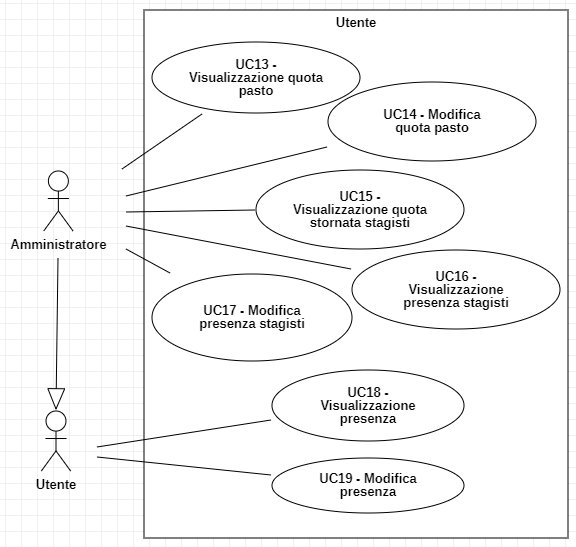 Utente
UC13 -
Visualizzazione quota
pasto
UC14 - Modifica
quota pasto
UC15 -
Visualizzazione quota
stornata stagisti
Amministratore
UC16 -
Visualizzazione
presenza stagisti
UC17 - Modifica
presenza stagisti
UC18 -
Visualizzazione
presenza
Utente
UC19 - Modifica
presenza